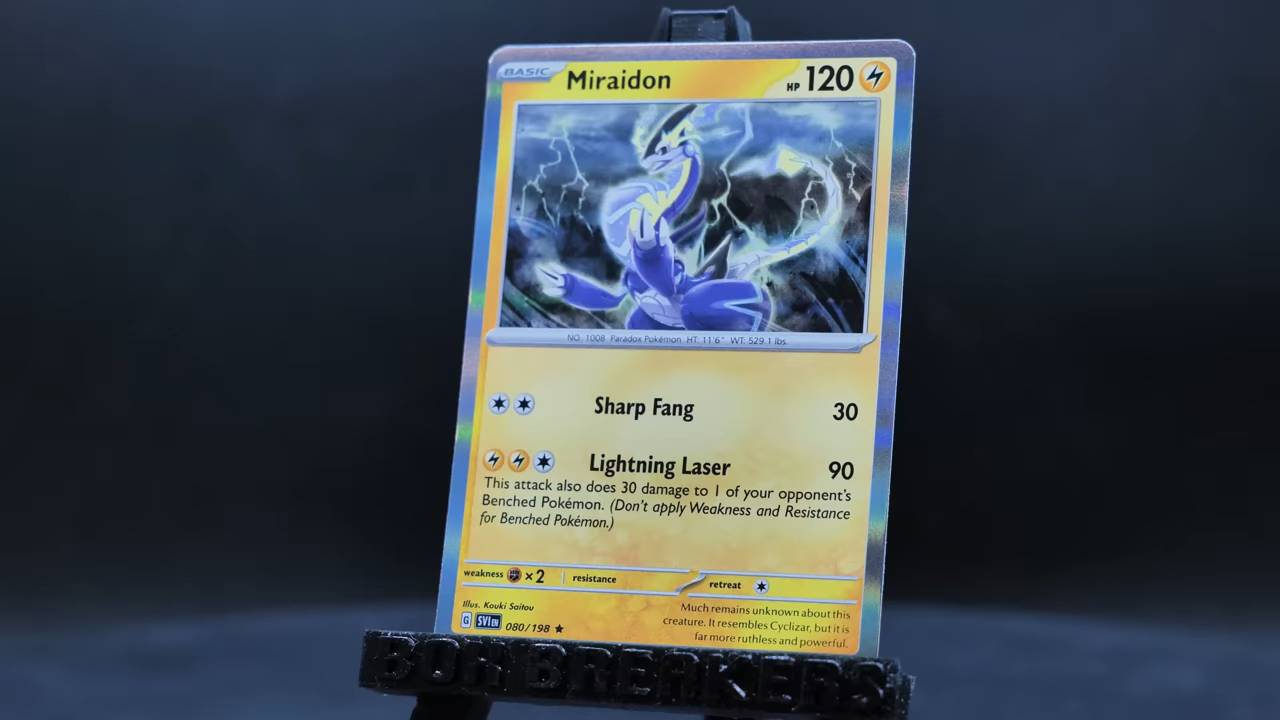 BASIC Miraidon HP 120
NO. 1008 Paradox Pokémon HT: 11'6" WT: 529.1 lbs.
Sharp Fang 30
Lightning Laser 90
This attack also does 30 damage to 1 of your opponent's
Benched Pokémon. (Don't apply Weakness and Resistance
for Benched Pokémon.)
weakness ×2 resistance retreat
Illus. Kouki Saitou
G SVI EN 080/198
Much remains unknown about this
creature. It resembles Cyclizar, but it is
far more ruthless and powerful.
BOX BREAKERS